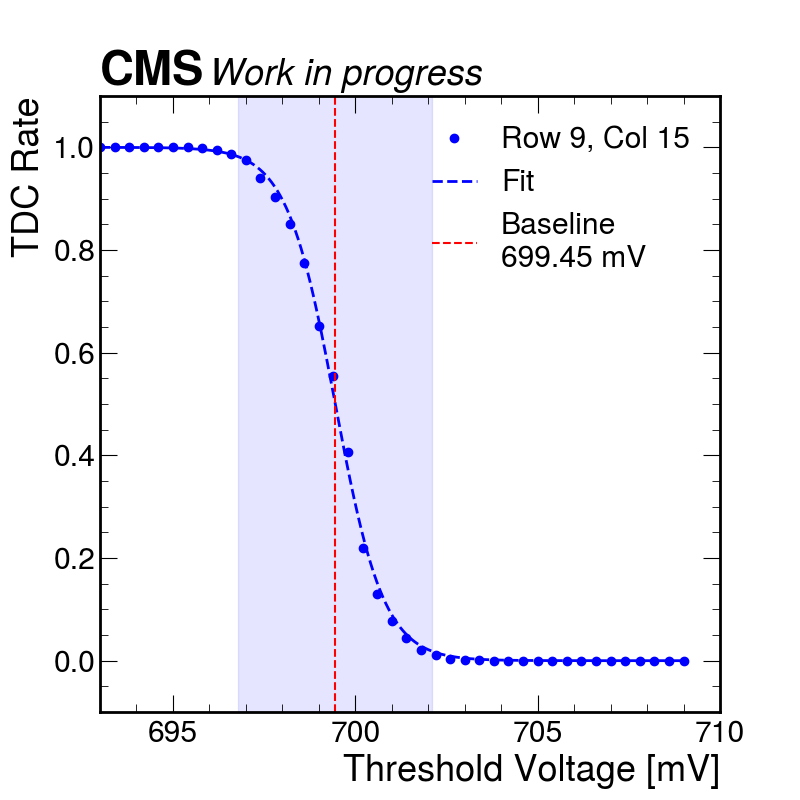 CMS Work in progress
TDC Rate
1.0
0.8
0.6
0.4
0.2
0.0
Row 9, Col 15
Fit
Baseline
699.45 mV
695
700
705
710
Threshold Voltage [mV]